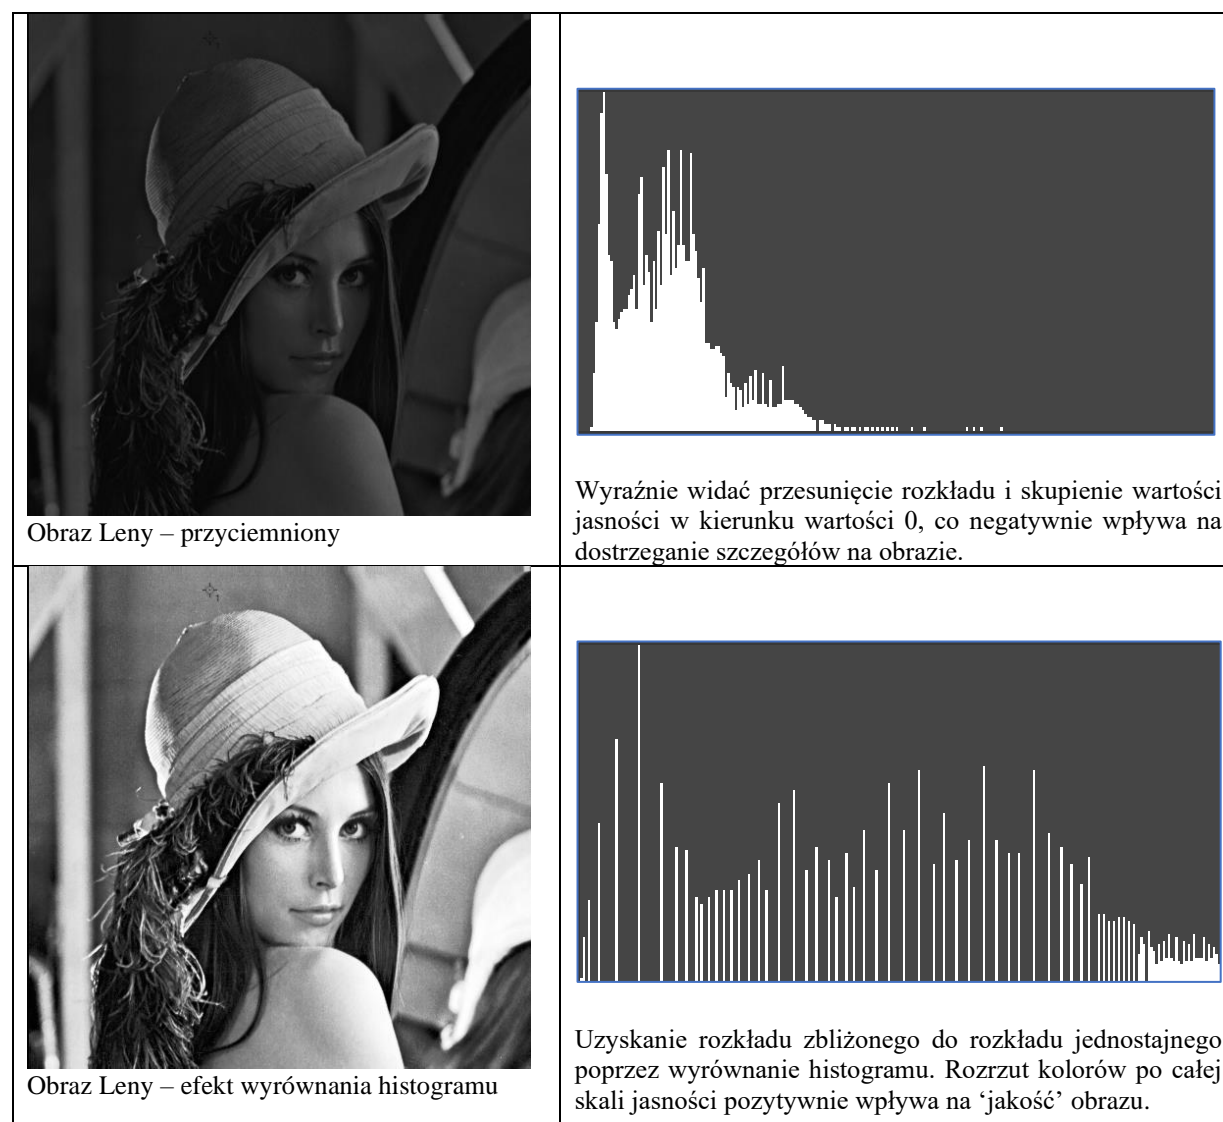 Obraz Leny – przyciemniony
Wyraźnie widać przesunięcie rozkładu i skupienie wartości
jasności w kierunku wartości 0, co negatywnie wpływa na
dostrzeganie szczegółów na obrazie.
Obraz Leny – efekt wyrównania histogramu
Uzyskanie rozkładu zbliżonego do rozkładu jednostajnego
poprzez wyrównanie histogramu. Rozrzut kolorów po całej
skali jasności pozytywnie wpływa na ‘jakość’ obrazu.